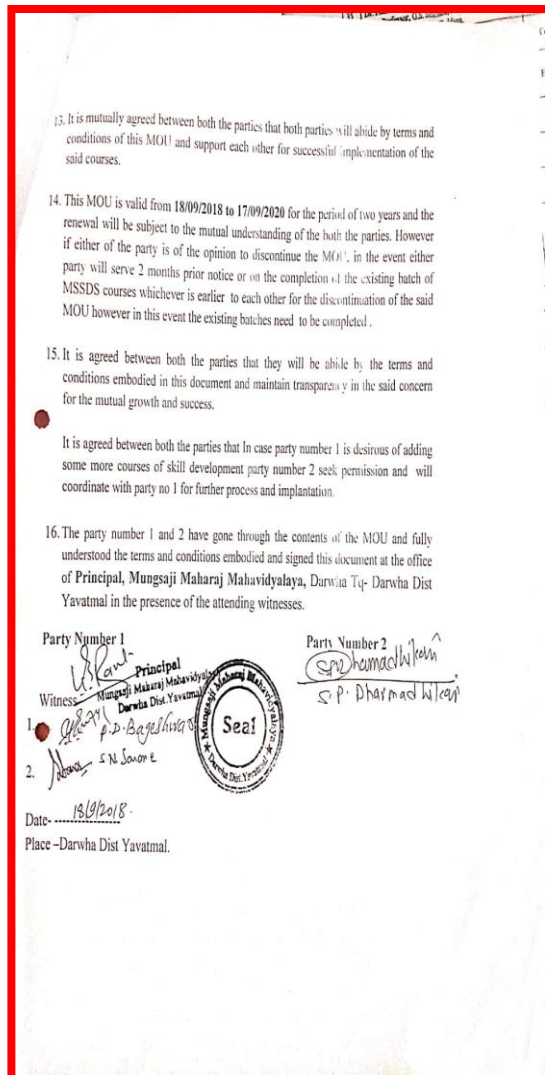 13. It is mutually agreed between both the parties that both parties will abide by terms and
conditions of this MOU and support each other for successful implementation of the
said courses.
14. This MOU is valid from 18/09/2018 to 17/09/2020 for the period of two years and the
renewal will be subject to the mutual understanding of the both the parties. However
if either of the party is of the opinion to discontinue the MOU, in the event either
party will serve 2 months prior notice or on the completion of the existing batch of
MSSDS courses whichever is earlier to each other for the discontinuation of the said
MOU however in this event the existing batches need to be completed .
15. It is agreed between both the parties that they will be abide by the terms and
conditions embodied in this document and maintain transparency in the said concern
for the mutual growth and success.
It is agreed between both the parties that In case party number 1 is desirous of adding
some more courses of skill development party number 2 seek permission and will
coordinate with party no 1 for further process and implantation.
16. The party number 1 and 2 have gone through the contents of the MOU and fully
understood the terms and conditions embodied and signed this document at the office
of Principal, Mungsaji Maharaj Mahavidyalaya, Darwha Tq- Darwha Dist
Yavatmal in the presence of the attending witnesses.
Party Number 1
Party Number 2
Principal
Mungsaji Maharaj Mahavidyalaya
Darwha Dist.Yavatmal
S.P. Dharmadhikari
Witness
1. P.D. Bageshwar
2. S.N. Sarone
Mungsaji Maharaj Mahavidyalaya
Seal
Darwha Dist. Yavatmal
Date- 18/9/2018.
Place –Darwha Dist Yavatmal.